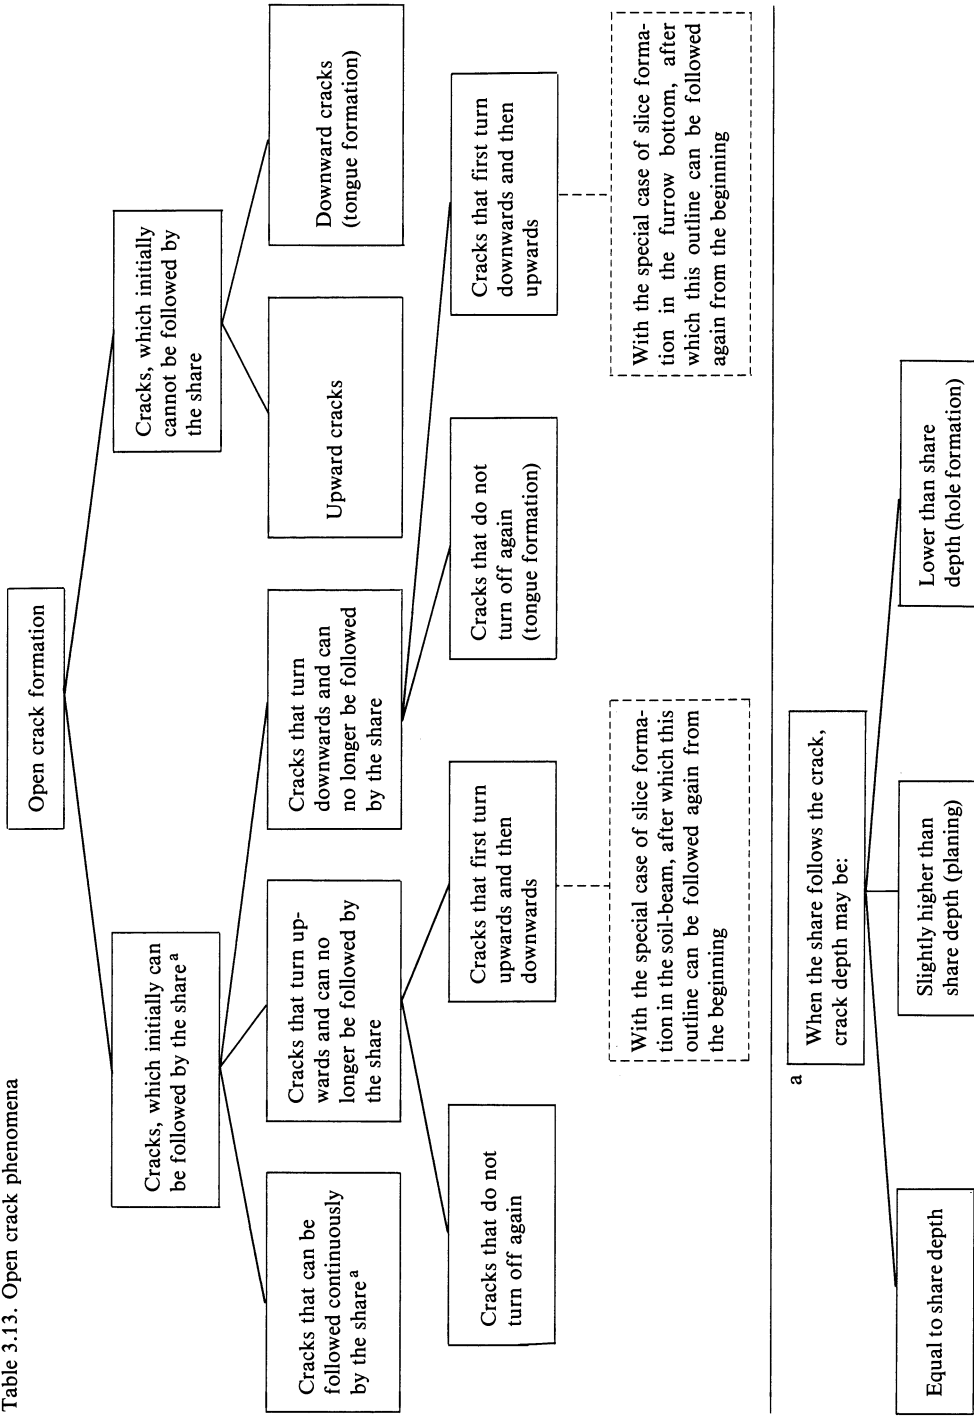 Table 3.13. Open crack phenomena
Open crack formation
Cracks, which initially can
be followed by the share a
Cracks, which initially
cannot be followed by
the share
Cracks that can be
followed continuously
by the share a
Cracks that turn up-
wards and can no
longer be followed by
the share
Cracks that turn
downwards and can
no longer be followed
by the share
Upward cracks
Downward cracks
(tongue formation)
Cracks that do not
turn off again
Cracks that first turn
upwards and then
downwards
Cracks that do not
turn off again
(tongue formation)
Cracks that first turn
downwards and then
upwards
With the special case of slice forma-
tion in the soil-beam, after which this
outline can be followed again from
the beginning
With the special case of slice forma-
tion in the furrow bottom, after
which this outline can be followed
again from the beginning
a
When the share follows the crack,
crack depth may be:
Equal to share depth
Slightly higher than
share depth (planing)
Lower than share
depth (hole formation)